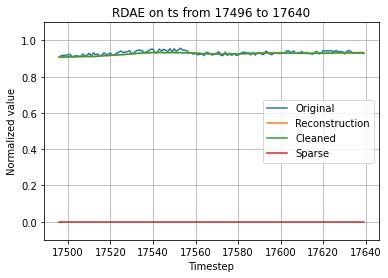 RDAE on ts from 17496 to 17640
Normalized value
1.0
0.8
0.6
0.4
0.2
0.0
Original
Reconstruction
Cleaned
Sparse
17500 17520 17540 17560 17580 17600 17620 17640
Timestep